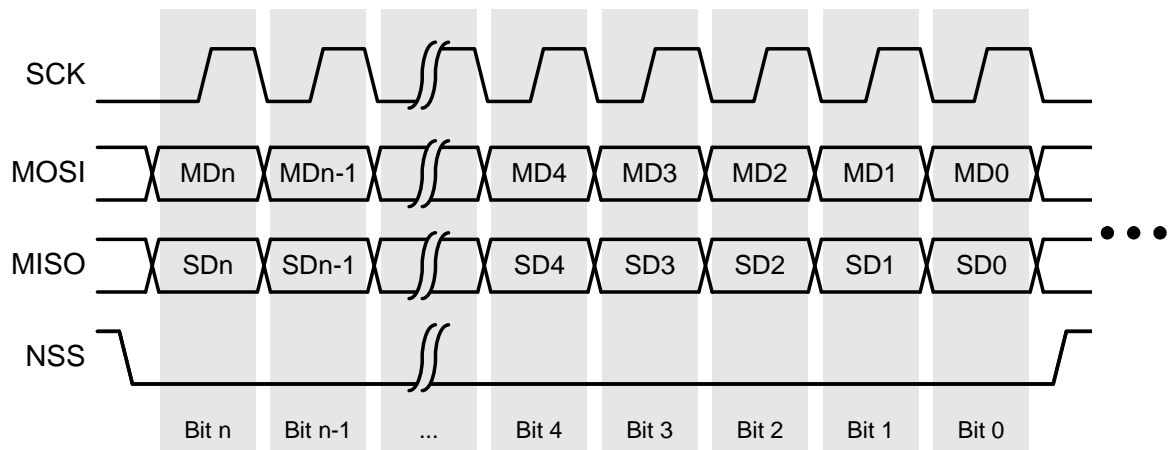 SCK
MOSI MDn MDn-1 MD4 MD3 MD2 MD1 MD0
MISO SDn SDn-1 SD4 SD3 SD2 SD1 SD0
NSS
Bit n Bit n-1 ... Bit 4 Bit 3 Bit 2 Bit 1 Bit 0